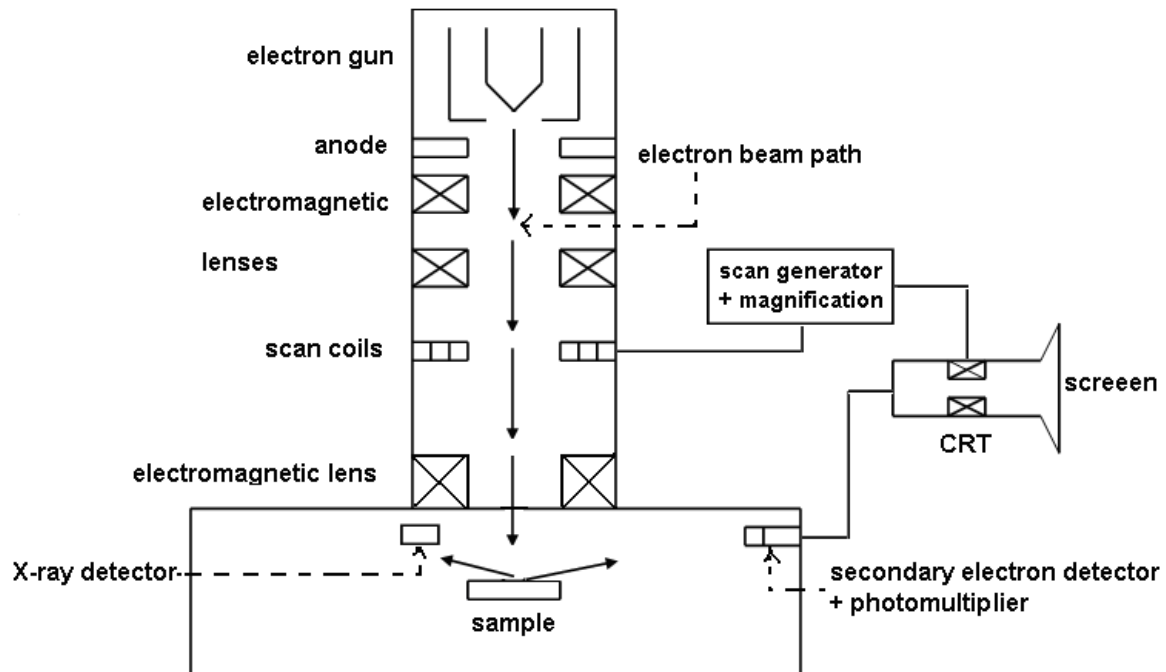 electron gun
anode
electron beam path
electromagnetic
lenses
scan generator
+ magnification
scan coils
screeen
CRT
electromagnetic lens
X-ray detector
secondary electron detector
+ photomultiplier
sample